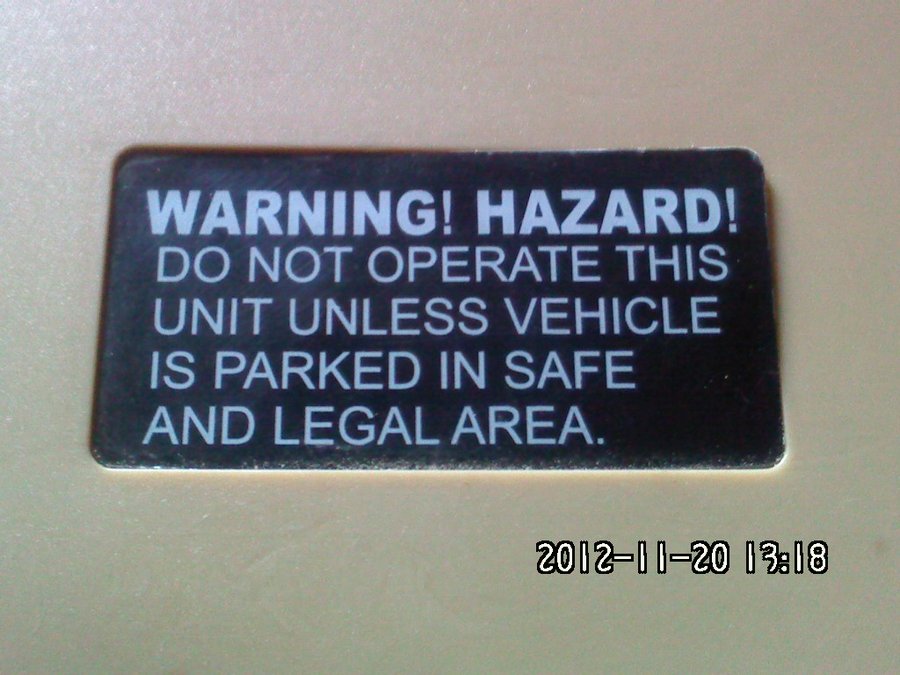 WARNING! HAZARD!
DO NOT OPERATE THIS
UNIT UNLESS VEHICLE
IS PARKED IN SAFE
AND LEGAL AREA.
2012-11-20 13:18